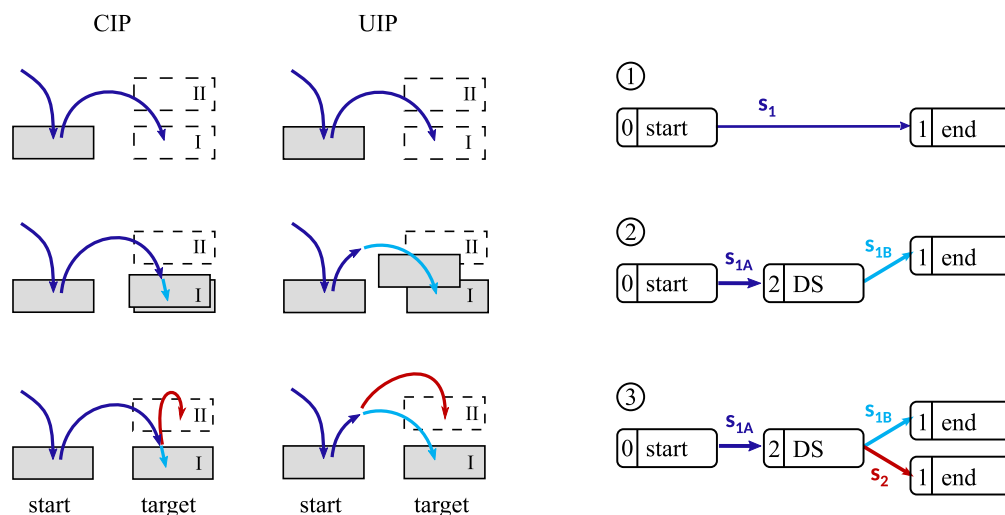 CIP
UIP
II
I
II
I
1
0 start
s1
1 end
II
I
II
I
2
0 start
s1A
2 DS
s1B
1 end
II
I
II
I
3
0 start
s1A
2 DS
s1B
1 end
s2
1 end
start
target
start
target